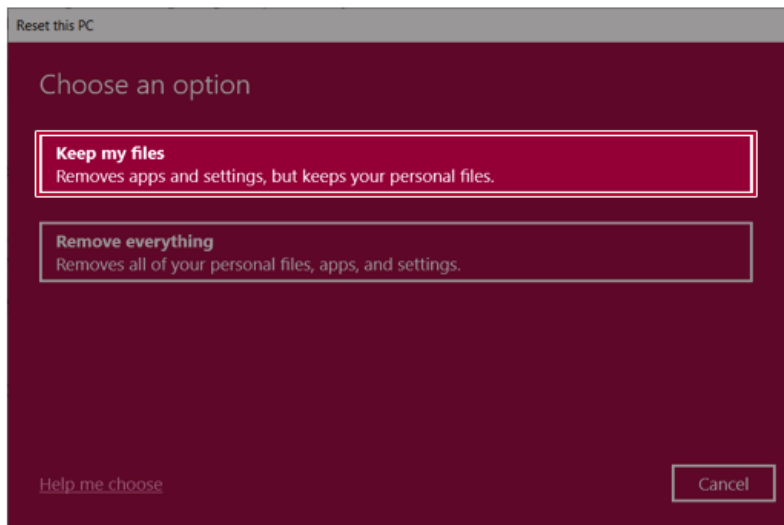 Reset this PC
Choose an option
Keep my files
Removes apps and settings, but keeps your personal files.
Remove everything
Removes all of your personal files, apps, and settings.
Help me choose
Cancel